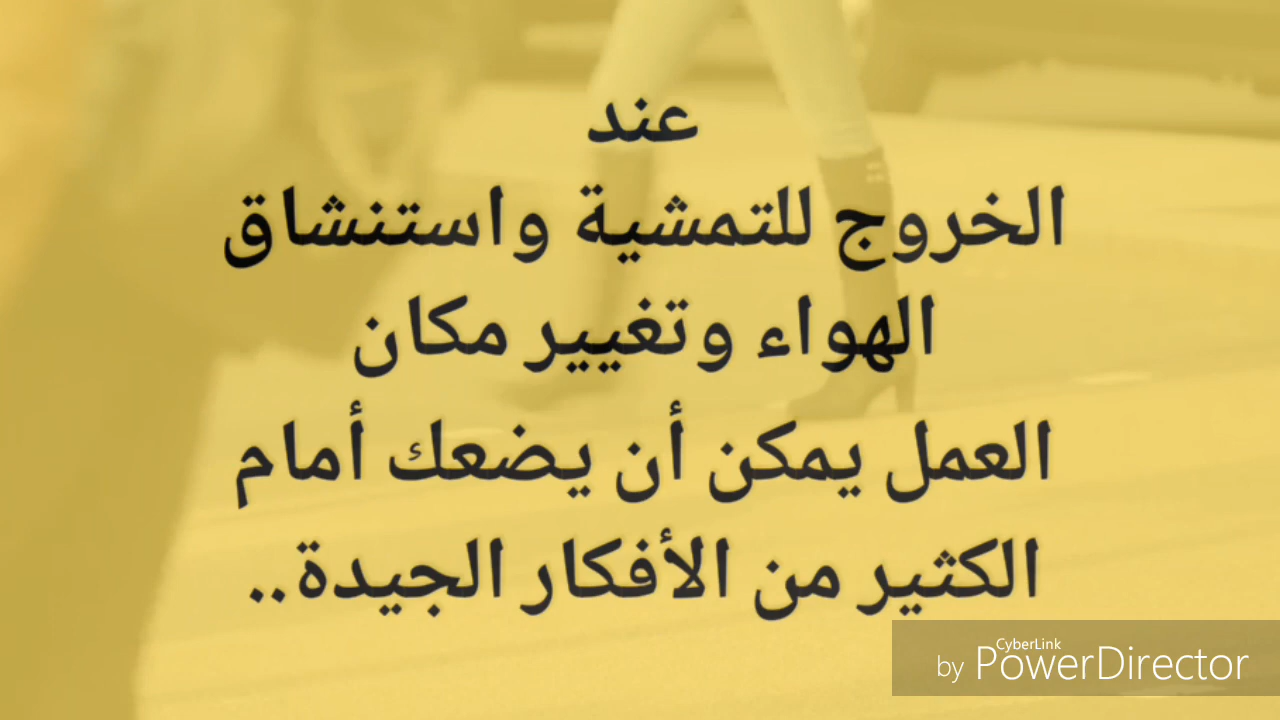 عند
الخروج للتمشية واستنشاق
الهواء وتغيير مكان
العمل يمكن أن يضعك أمام
الكثير من الأفكار الجيدة..
CyberLink
by PowerDirector